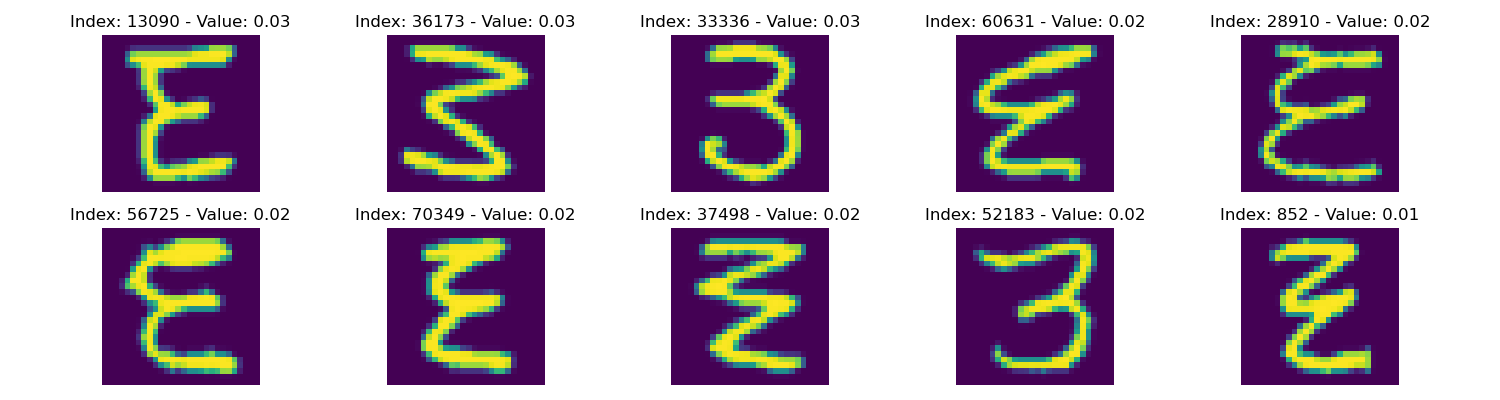 Index: 13090 - Value: 0.03 Index: 36173 - Value: 0.03 Index: 33336 - Value: 0.03 Index: 60631 - Value: 0.02 Index: 28910 - Value: 0.02
E Σ 3 Σ E
Index: 56725 - Value: 0.02 Index: 70349 - Value: 0.02 Index: 37498 - Value: 0.02 Index: 52183 - Value: 0.02 Index: 852 - Value: 0.01
E E Σ 3 Σ